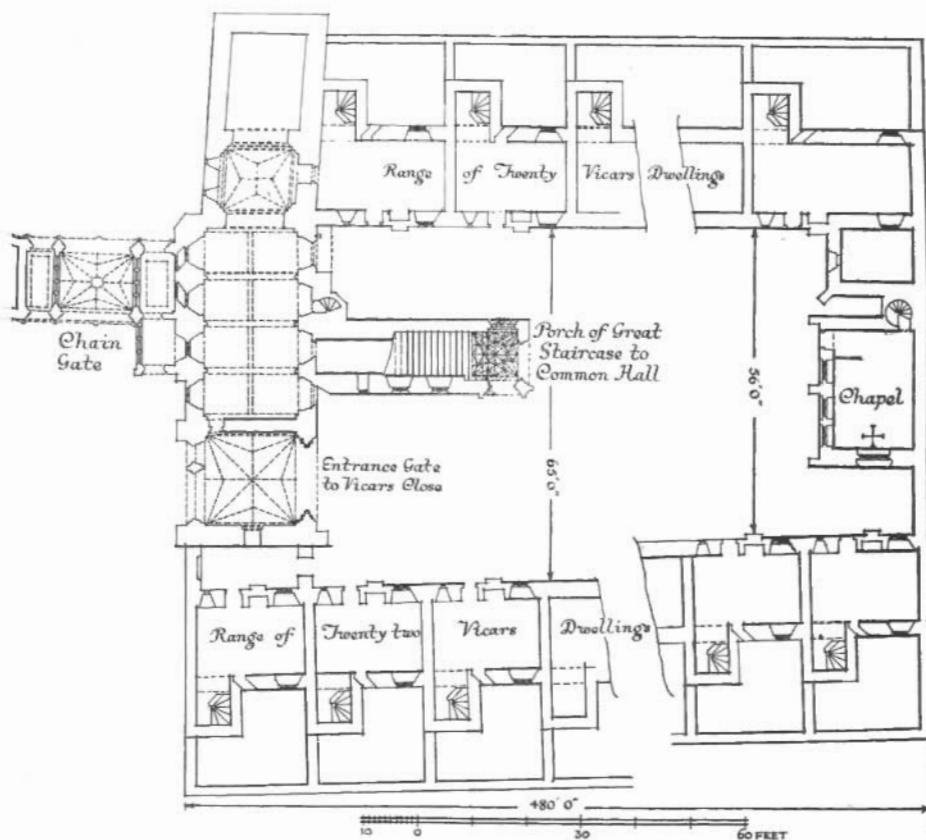 Range of Twenty Vicars Dwellings
Chain
Gate
Porch of Great
Staircase to
Common Hall
56'0"
Chapel
Entrance Gate
to Vicars Close
65'0"
Range of Twenty two Vicars Dwellings
480' 0"
10 0 30 60 FEET